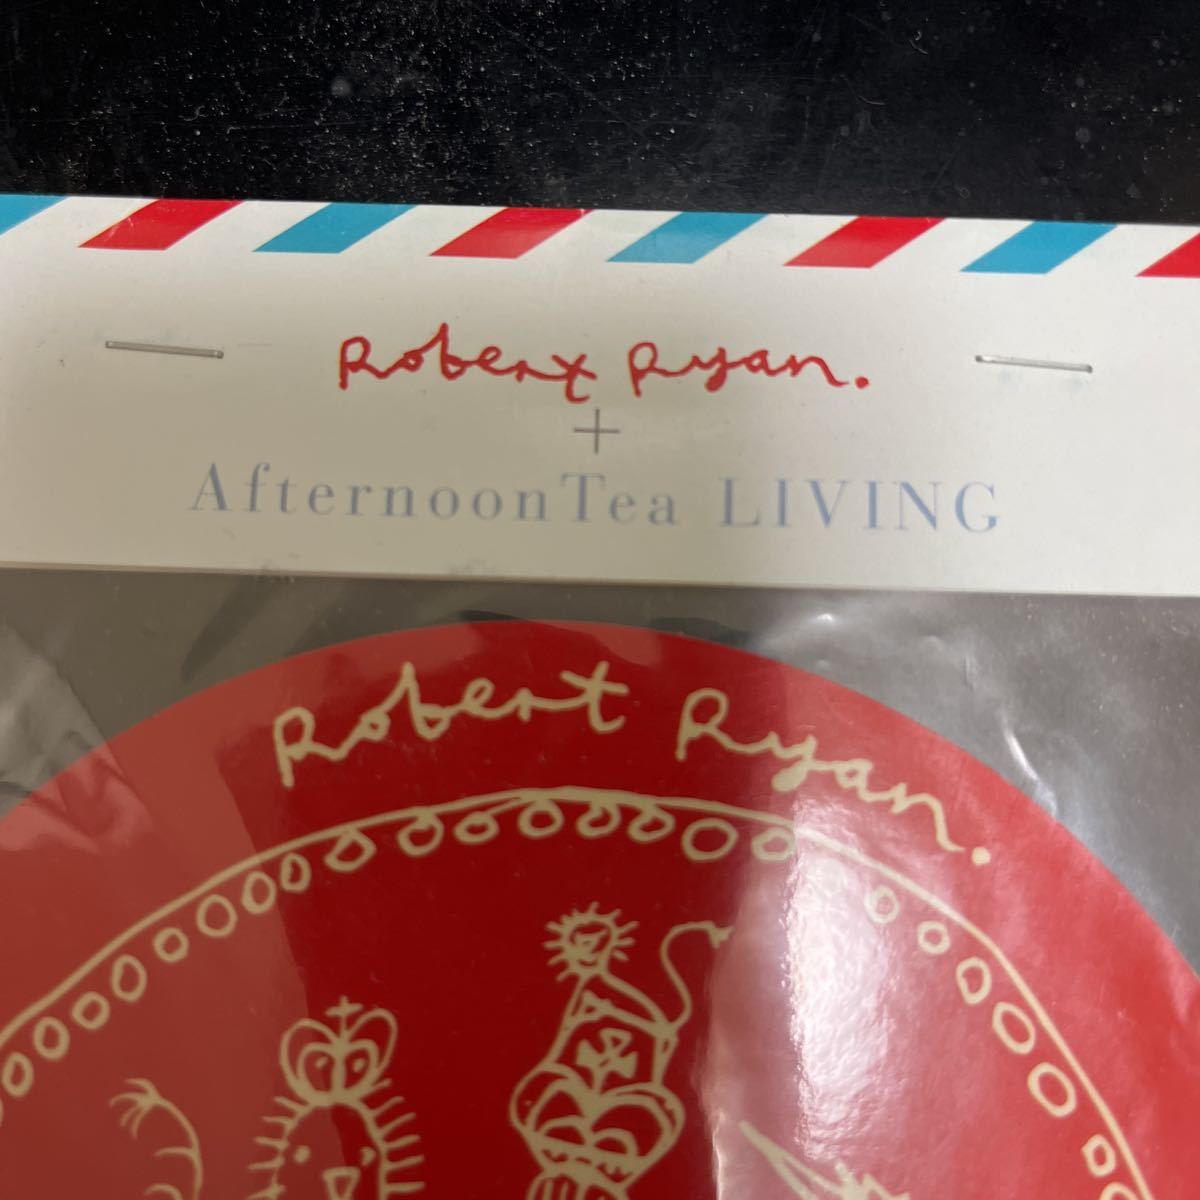 Robert Ryan.
+
AfternoonTea LIVING
Robert Ryan.